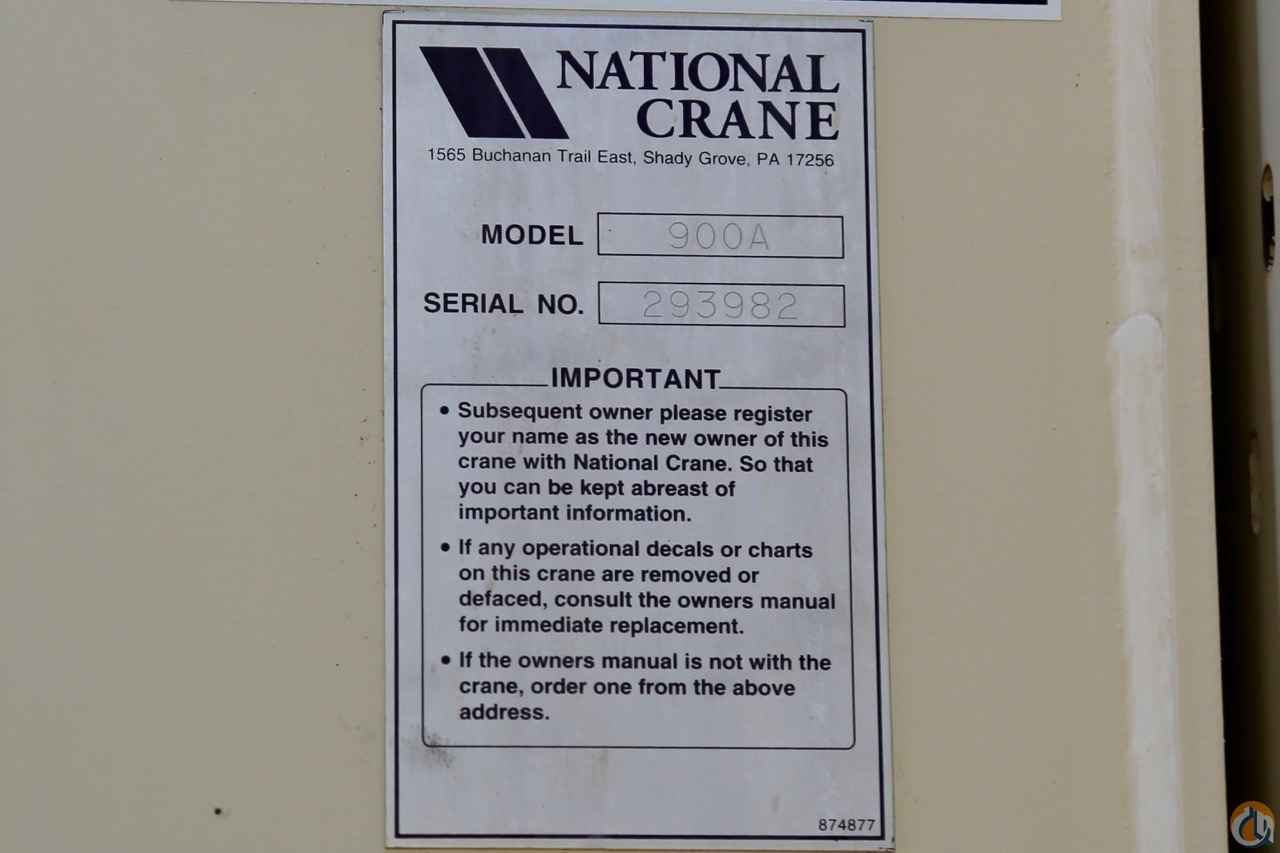 NATIONAL
CRANE
1565 Buchanan Trail East, Shady Grove, PA 17256
MODEL 900A
SERIAL NO. 293982
IMPORTANT
• Subsequent owner please register
your name as the new owner of this
crane with National Crane. So that
you can be kept abreast of
important information.
• If any operational decals or charts
on this crane are removed or
defaced, consult the owners manual
for immediate replacement.
• If the owners manual is not with the
crane, order one from the above
address.
874877